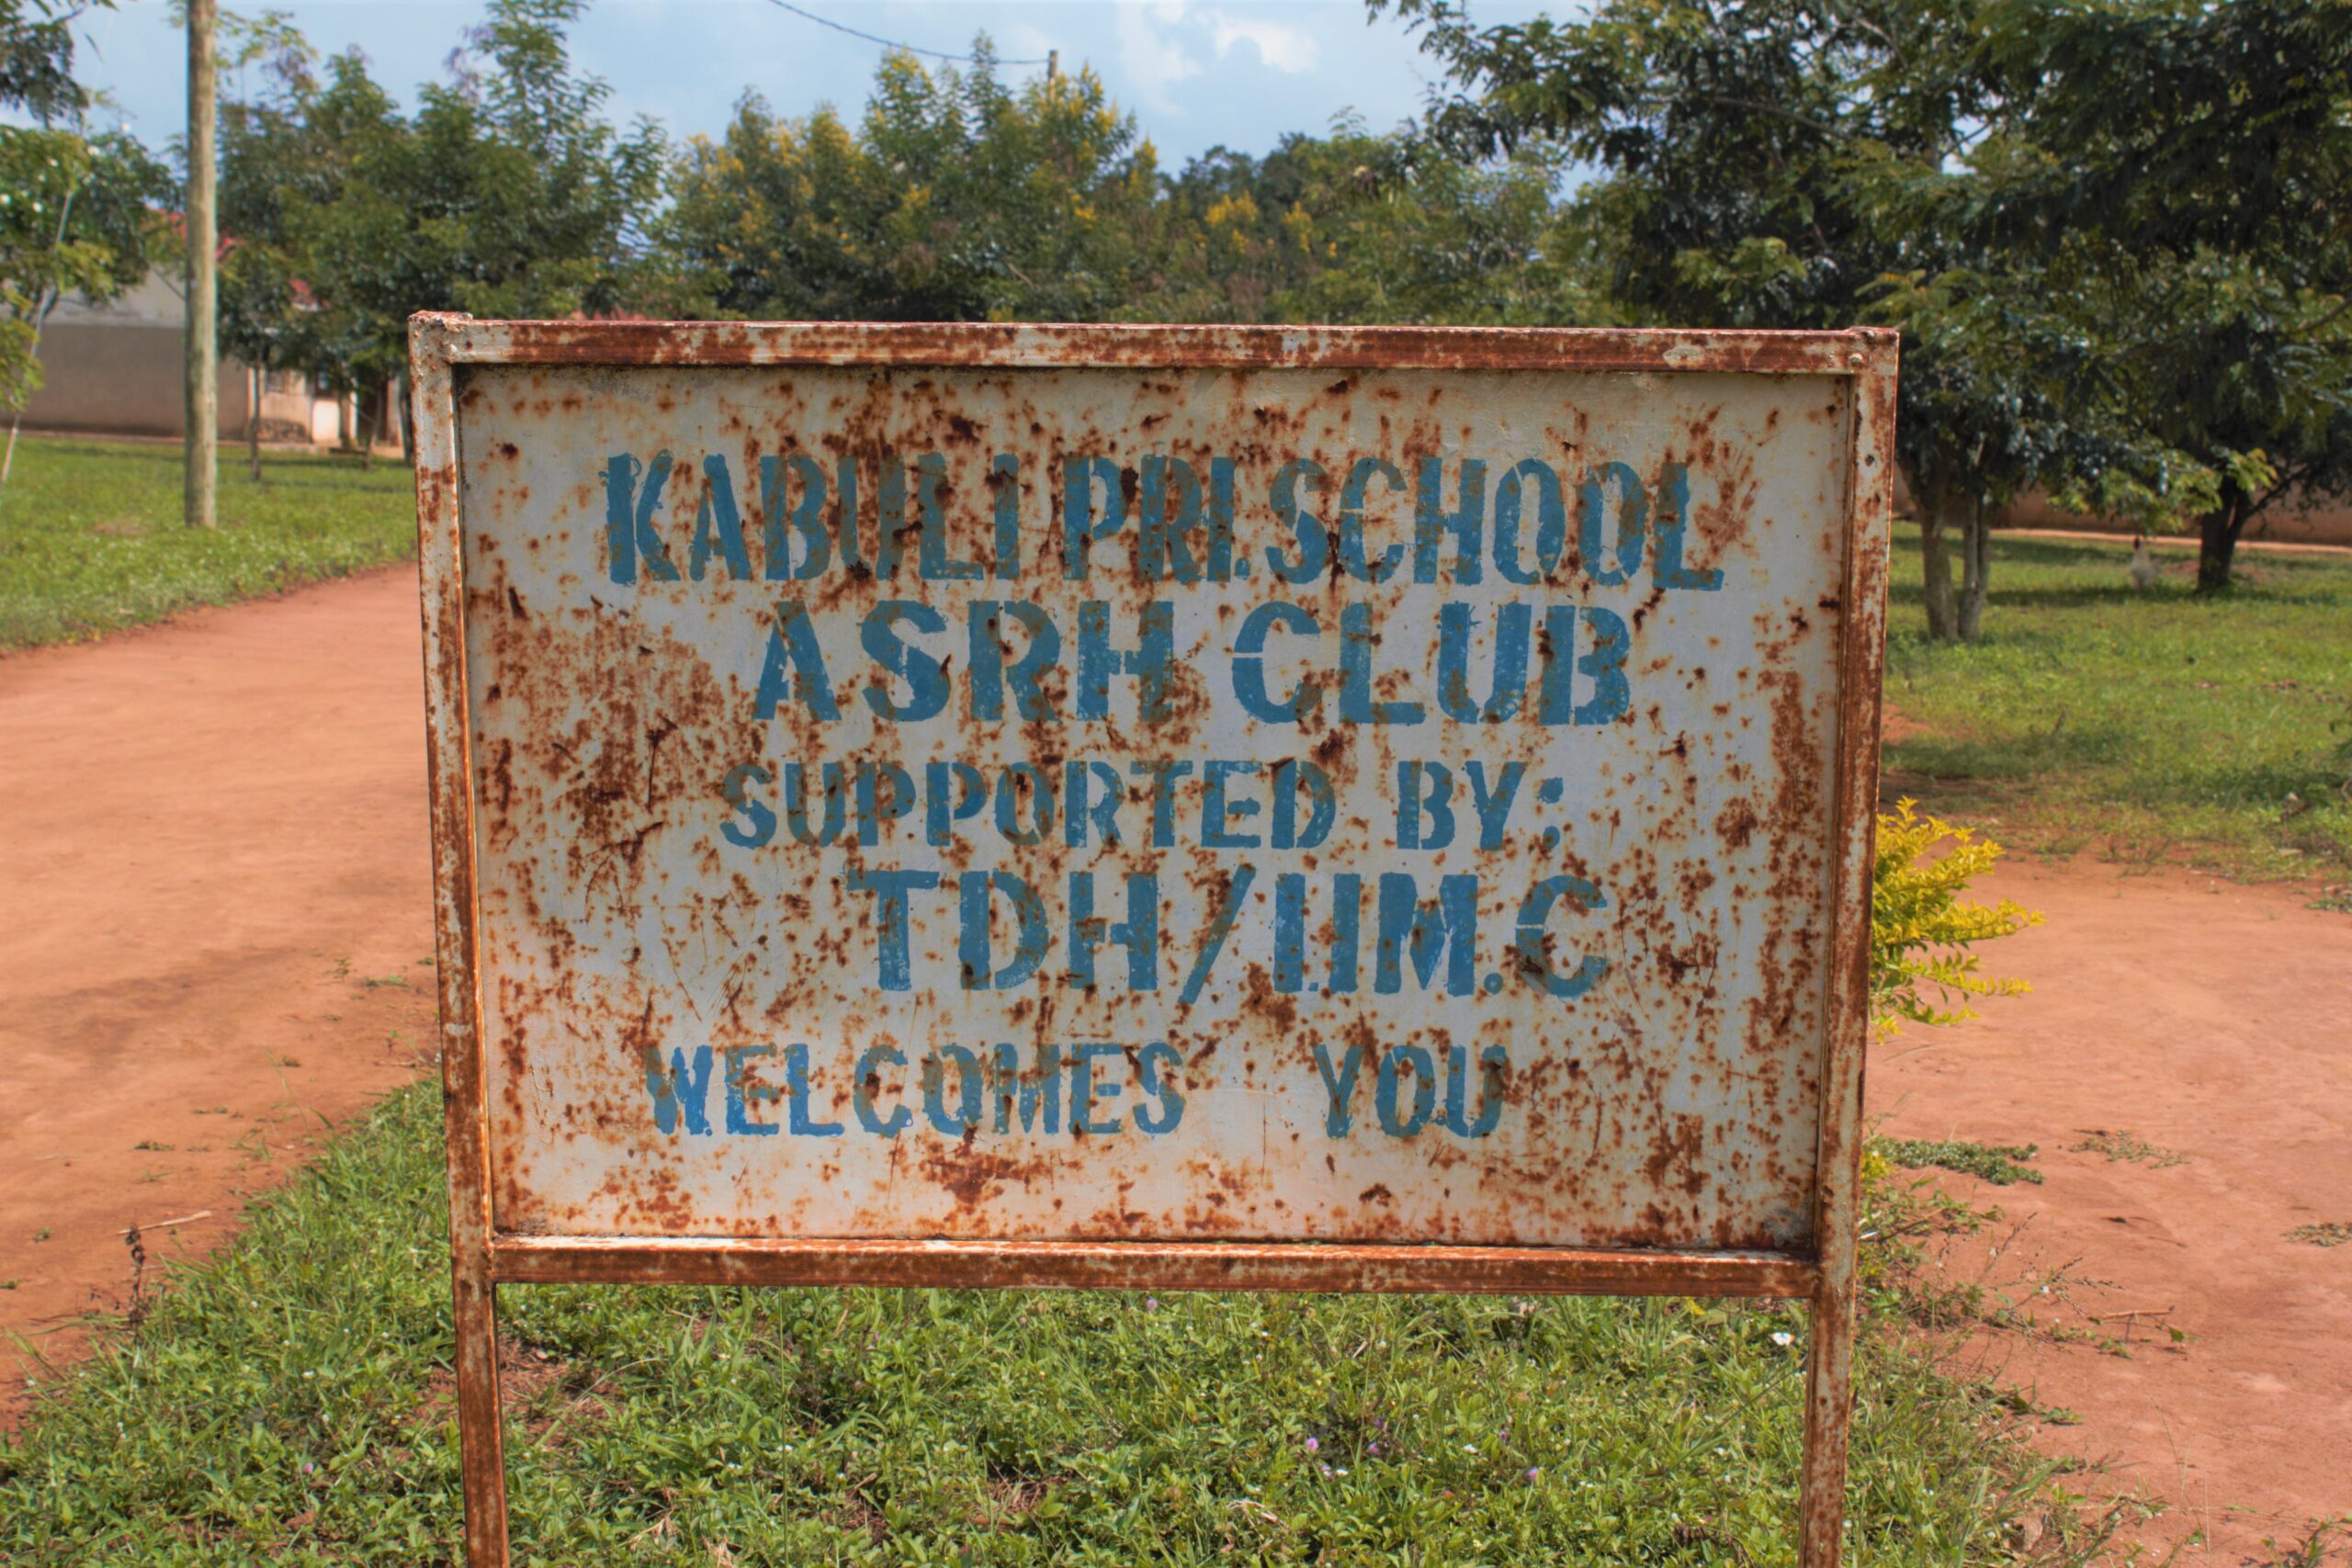 KABULI PRI.SCHOOL
ASRH CLUB
SUPPORTED BY;
TDH/I.IM.C
WELCOMES YOU